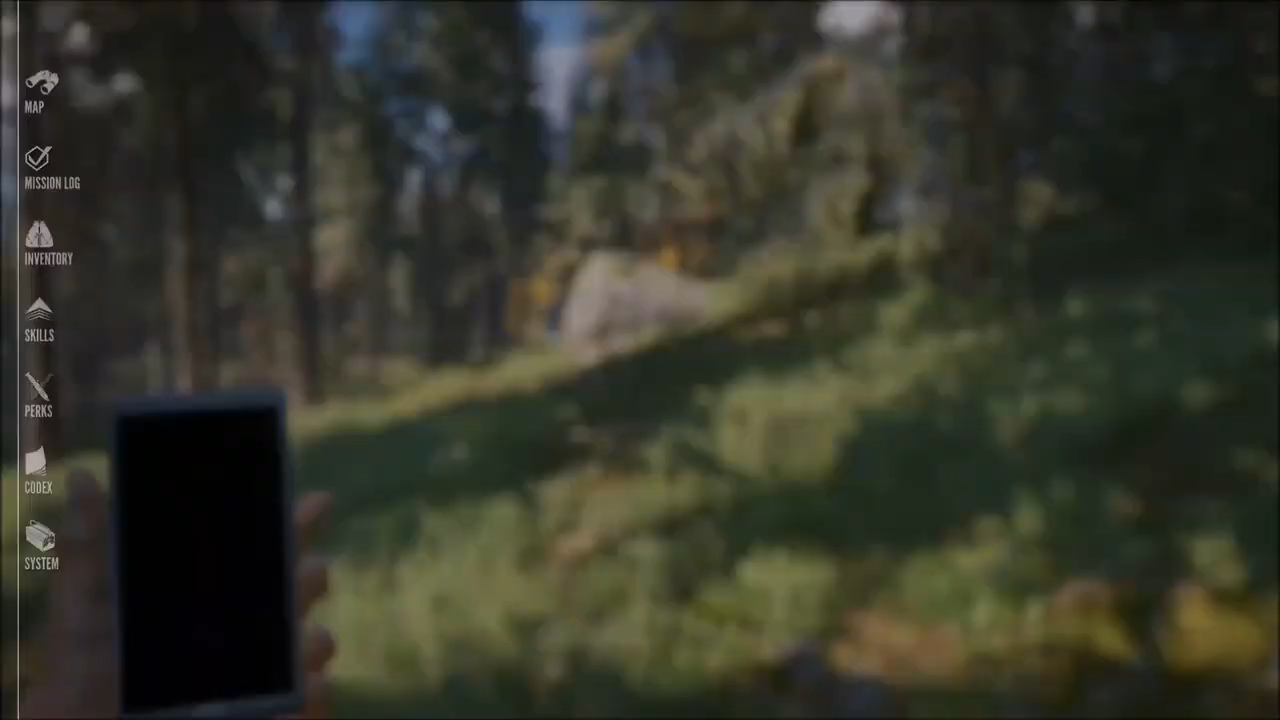 MAP
MISSION LOG
INVENTORY
SKILLS
PERKS
CODEX
SYSTEM